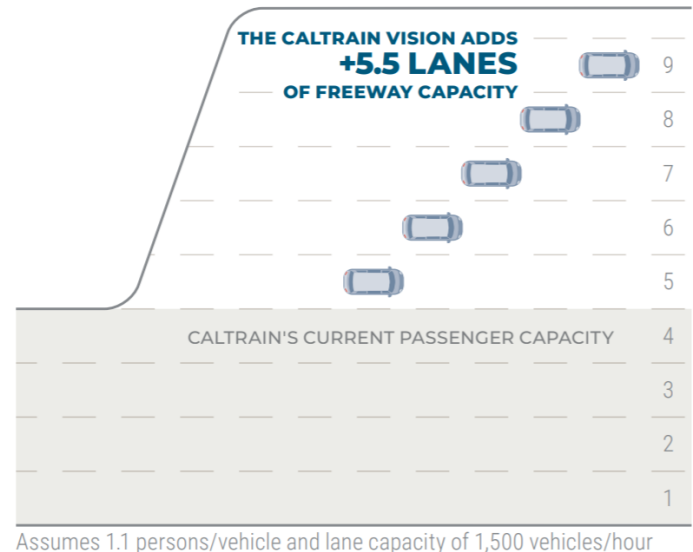 THE CALTRAIN VISION ADDS
+5.5 LANES
OF FREEWAY CAPACITY
9
8
7
6
5
CALTRAIN'S CURRENT PASSENGER CAPACITY 4
3
2
1
Assumes 1.1 persons/vehicle and lane capacity of 1,500 vehicles/hour